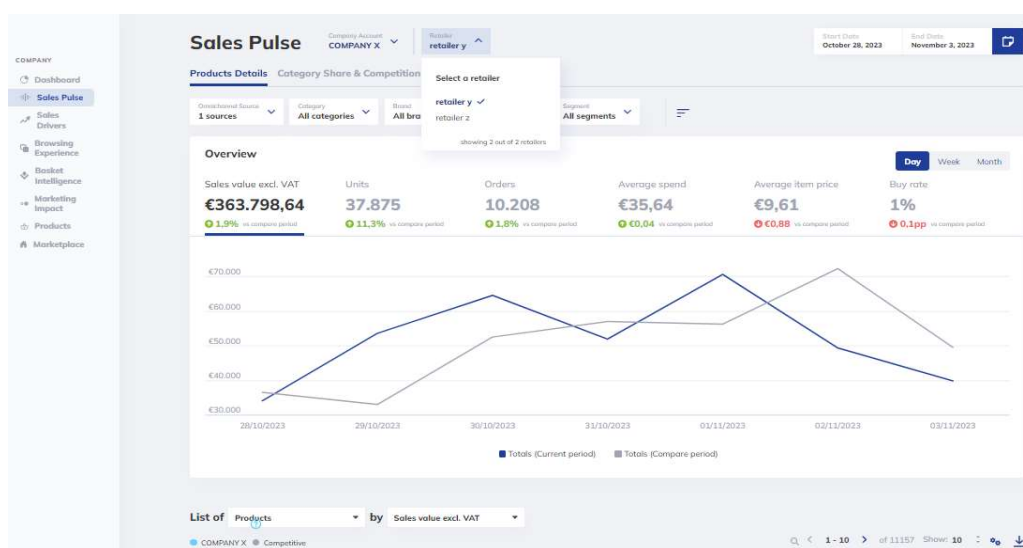 COMPANY
Dashboard
Sales Pulse
Sales Drivers
Browsing Experience
Basket Intelligence
Marketing Impact
Products
Marketplace
Sales Pulse
Company Account
COMPANY X
Retailer
retailer y
Start Date
October 28, 2023
End Date
November 3, 2023
Products Details Category Share & Competition
Select a retailer
retailer y
retailer z
showing 2 out of 2 retailers
Omnichannel Source
1 sources
Category
All categories
Brand
All bra
Segment
All segments
Overview
Day Week Month
Sales value excl. VAT Units Orders Average spend Average item price Buy rate
€363.798,64 37.875 10.208 €35,64 €9,61 1%
1,9% vs compare period 11,3% vs compare period 1,8% vs compare period €0,04 vs compare period €0,88 vs compare period 0,1pp vs compare period
€70.000
€60.000
€50.000
€40.000
€30.000
28/10/2023 29/10/2023 30/10/2023 31/10/2023 01/11/2023 02/11/2023 03/11/2023
Totals (Current period) Totals (Compare period)
List of Products by Sales value excl. VAT
COMPANY X Competitive
1 - 10 of 11157 Show: 10